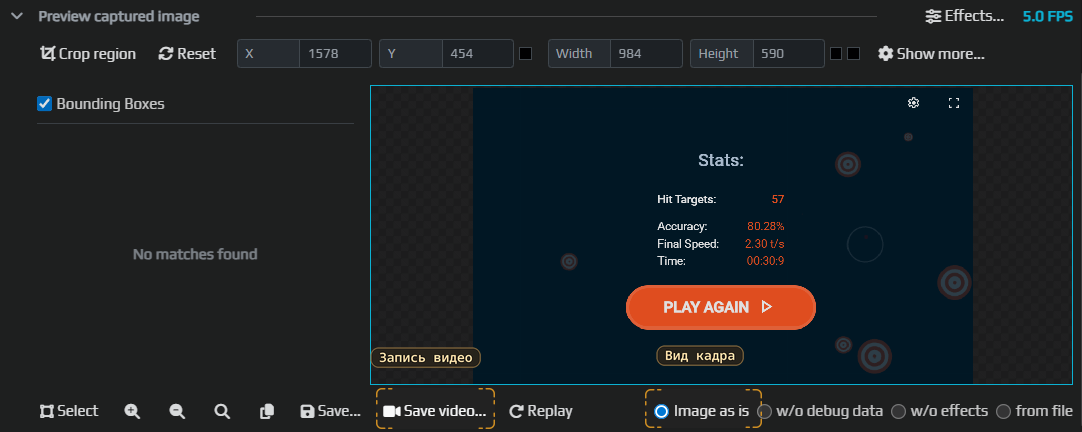 Preview captured image Effects... 5.0 FPS
Crop region Reset X 1578 Y 454 Width 984 Height 590 Show more...
Bounding Boxes
No matches found
Stats:
Hit Targets: 57
Accuracy: 80.28%
Final Speed: 2.30 t/s
Time: 00:30:9
PLAY AGAIN
Запись видео Вид кадра
Select Save... Save video... Replay Image as is w/o debug data w/o effects from file